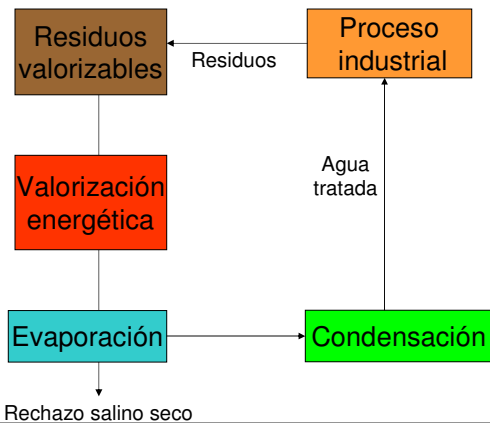 Residuos
valorizables
Proceso
industrial
Residuos
Valorización
energética
Agua
tratada
Evaporación
Condensación
Rechazo salino seco